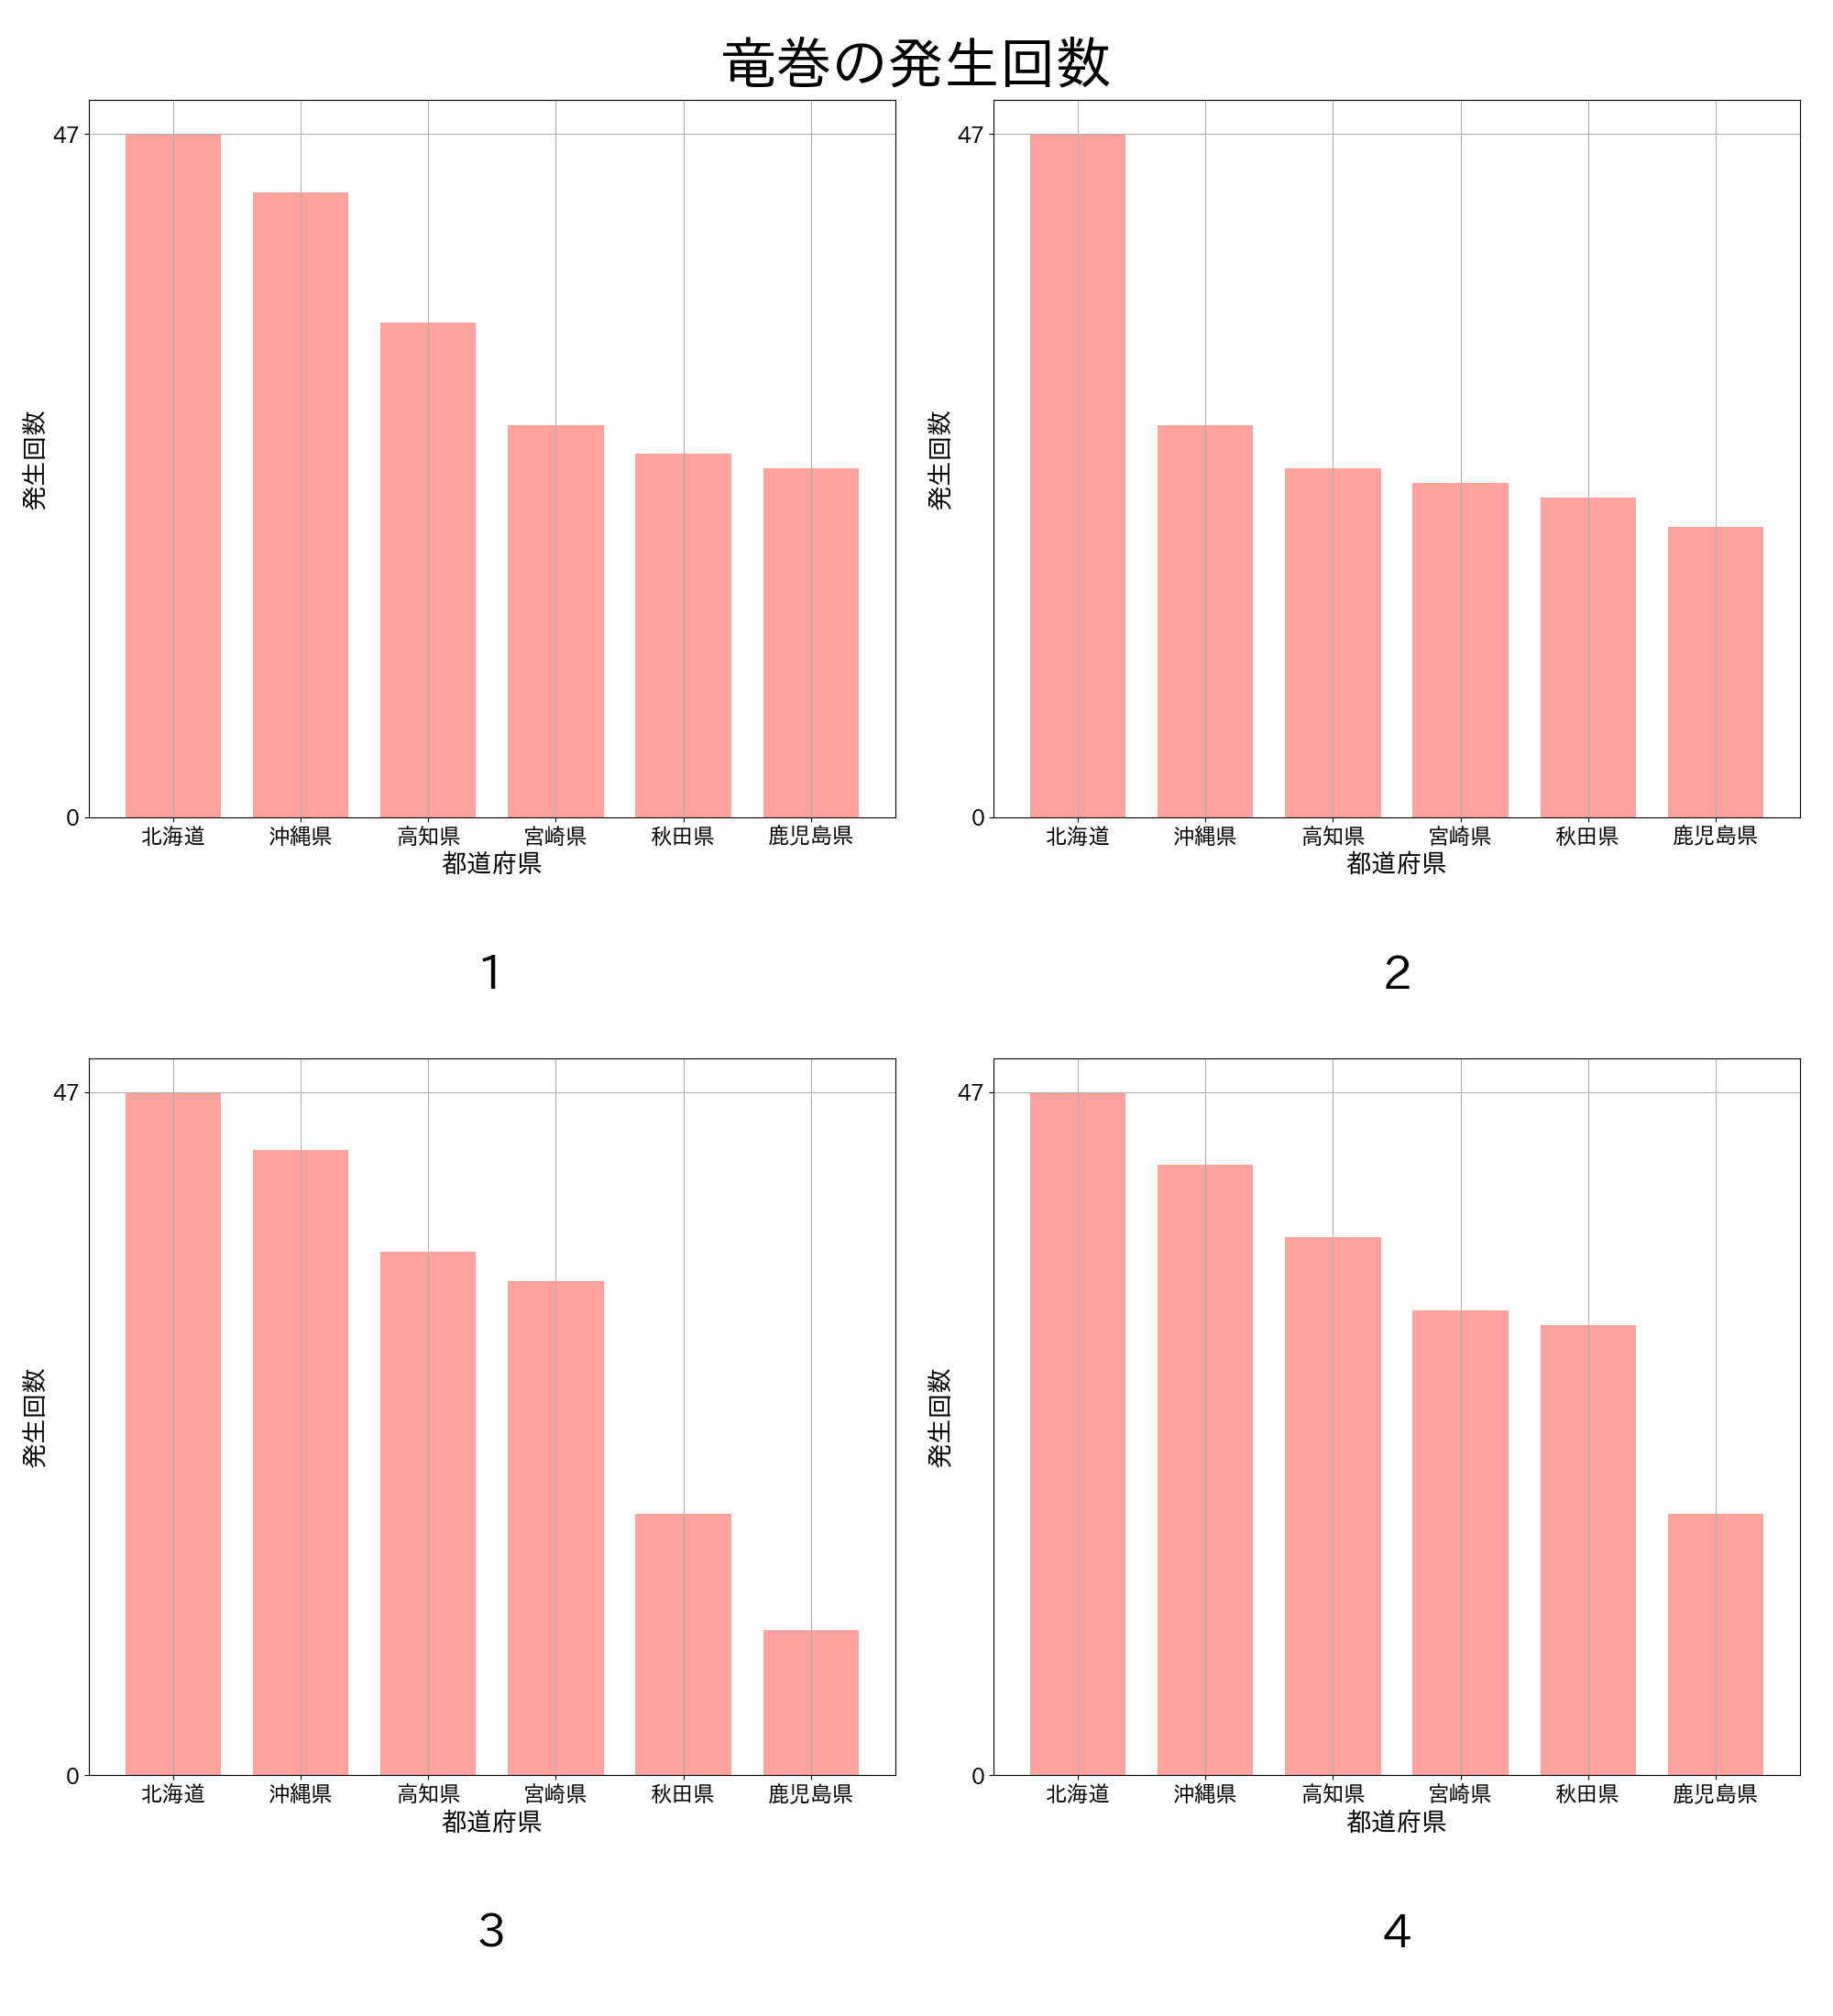 竜巻の発生回数
47
0
発生回数
北海道 沖縄県 高知県 宮崎県 秋田県 鹿児島県
都道府県
1
47
0
発生回数
北海道 沖縄県 高知県 宮崎県 秋田県 鹿児島県
都道府県
2
47
0
発生回数
北海道 沖縄県 高知県 宮崎県 秋田県 鹿児島県
都道府県
3
47
0
発生回数
北海道 沖縄県 高知県 宮崎県 秋田県 鹿児島県
都道府県
4